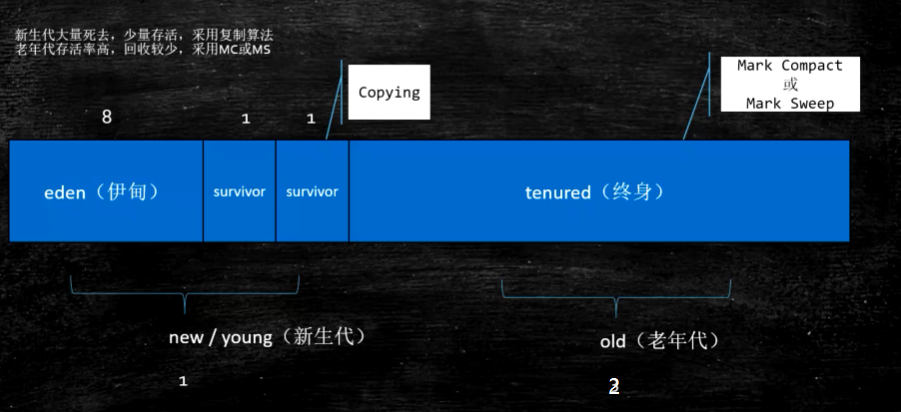 新生代大量死去，少量存活，采用复制算法
老年代存活率高，回收较少，采用MC或MS
Copying
Mark Compact
或
Mark Sweep
8
1
1
eden（伊甸）
survivor
survivor
tenured（终身）
new / young（新生代）
old（老年代）
1